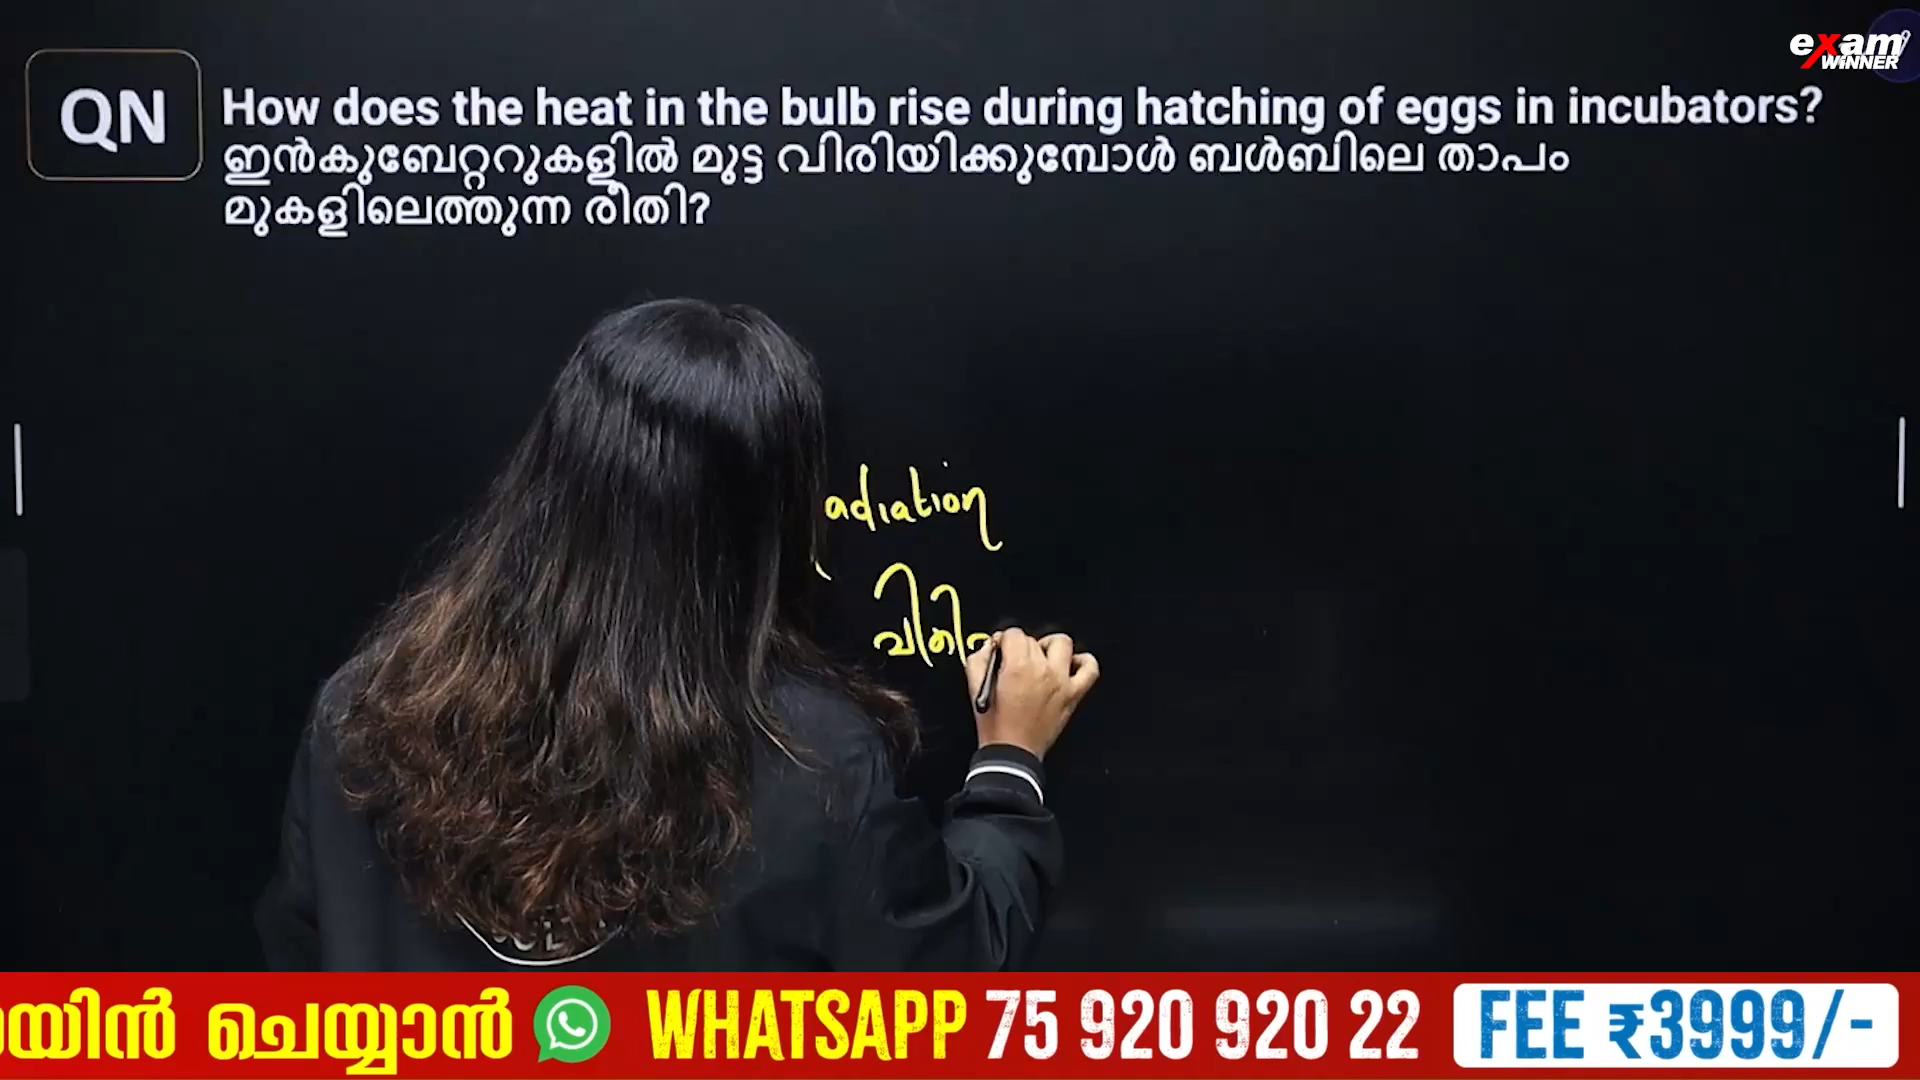 exam
WINNER
QN
How does the heat in the bulb rise during hatching of eggs in incubators?
ഇൻകുബേറ്ററുകളിൽ മുട്ട വിരിയിക്കുമ്പോൾ ബൾബിലെ താപം
മുകളിലെത്തുന്ന രീതി?
adiation
വികി
യിൻ ചെയ്യാൻ WHATSAPP 75 920 920 22 FEE ₹3999/-